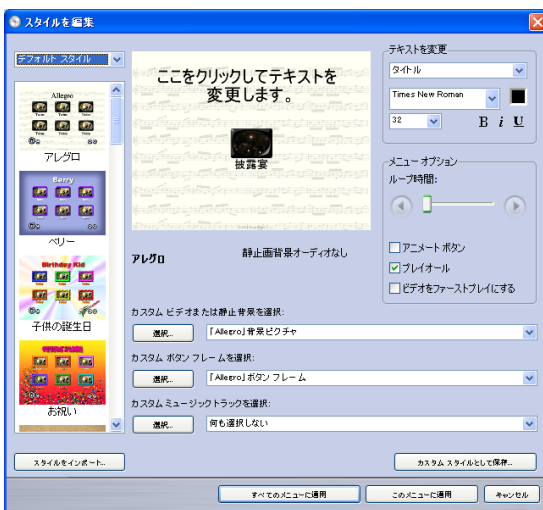 スタイルを編集
デフォルト スタイル
Allegro
アレグロ
Barry
ベリー
Birthday Kid
子供の誕生日
お祝い
ここをクリックしてテキストを
変更します。
披露宴
アレグロ
静止画背景オーディオなし
テキストを変更
タイトル
Times New Roman
32
B i U
メニュー オプション
ループ時間:
アニメート ボタン
プレイオール
ビデオをファーストプレイにする
カスタム ビデオまたは静止背景を選択:
選択...
「Allegro」背景ピクチャ
カスタム ボタン フレームを選択:
選択...
「Allegro」ボタン フレーム
カスタム ミュージック トラックを選択:
選択...
何も選択しない
スタイルをインポート...
カスタム スタイルとして保存...
すべてのメニューに適用
このメニューに適用
キャンセル